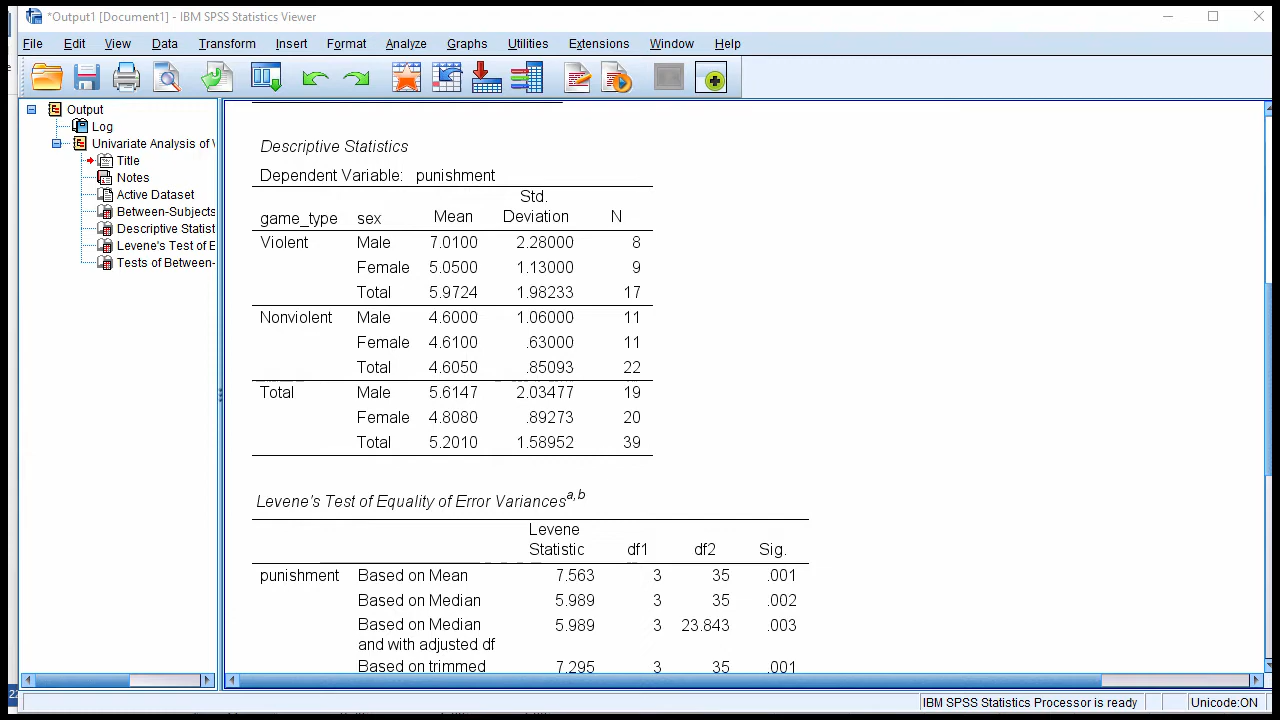 *Output1 [Document1] - IBM SPSS Statistics Viewer
File Edit View Data Transform Insert Format Analyze Graphs Utilities Extensions Window Help
Output
Log
Univariate Analysis of
Title
Notes
Active Dataset
Between-Subjects
Descriptive Statist
Levene's Test of E
Tests of Between-
Descriptive Statistics
Dependent Variable: punishment
game_type sex Mean Std. Deviation N
Violent Male 7.0100 2.28000 8
Female 5.0500 1.13000 9
Total 5.9724 1.98233 17
Nonviolent Male 4.6000 1.06000 11
Female 4.6100 .63000 11
Total 4.6050 .85093 22
Total Male 5.6147 2.03477 19
Female 4.8080 .89273 20
Total 5.2010 1.58952 39
Levene's Test of Equality of Error Variances a,b
Levene Statistic df1 df2 Sig.
punishment Based on Mean 7.563 3 35 .001
Based on Median 5.989 3 35 .002
Based on Median and with adjusted df 5.989 3 23.843 .003
Based on trimmed 7.295 3 35 .001
IBM SPSS Statistics Processor is ready Unicode:ON